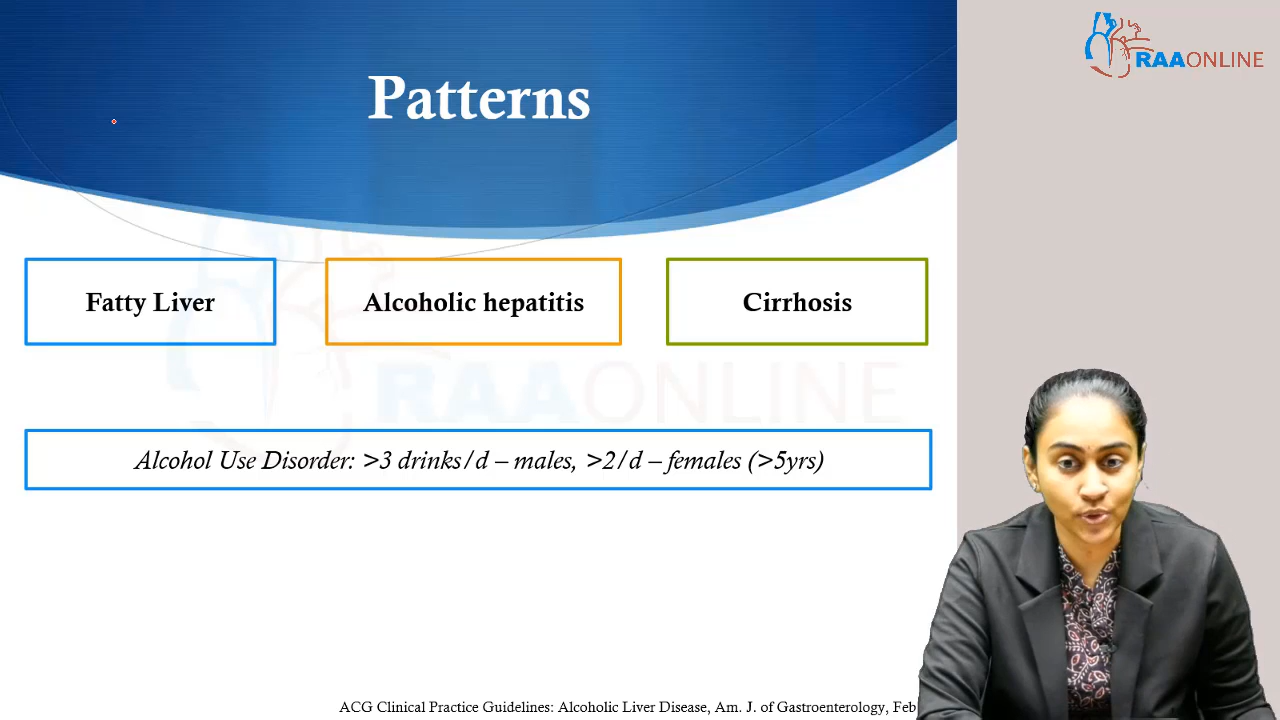 RAAONLINE
Patterns
Fatty Liver
Alcoholic hepatitis
Cirrhosis
RAAONLINE
Alcohol Use Disorder: >3 drinks/d – males, >2/d – females (>5yrs)
ACG Clinical Practice Guidelines: Alcoholic Liver Disease, Am. J. of Gastroenterology, Feb